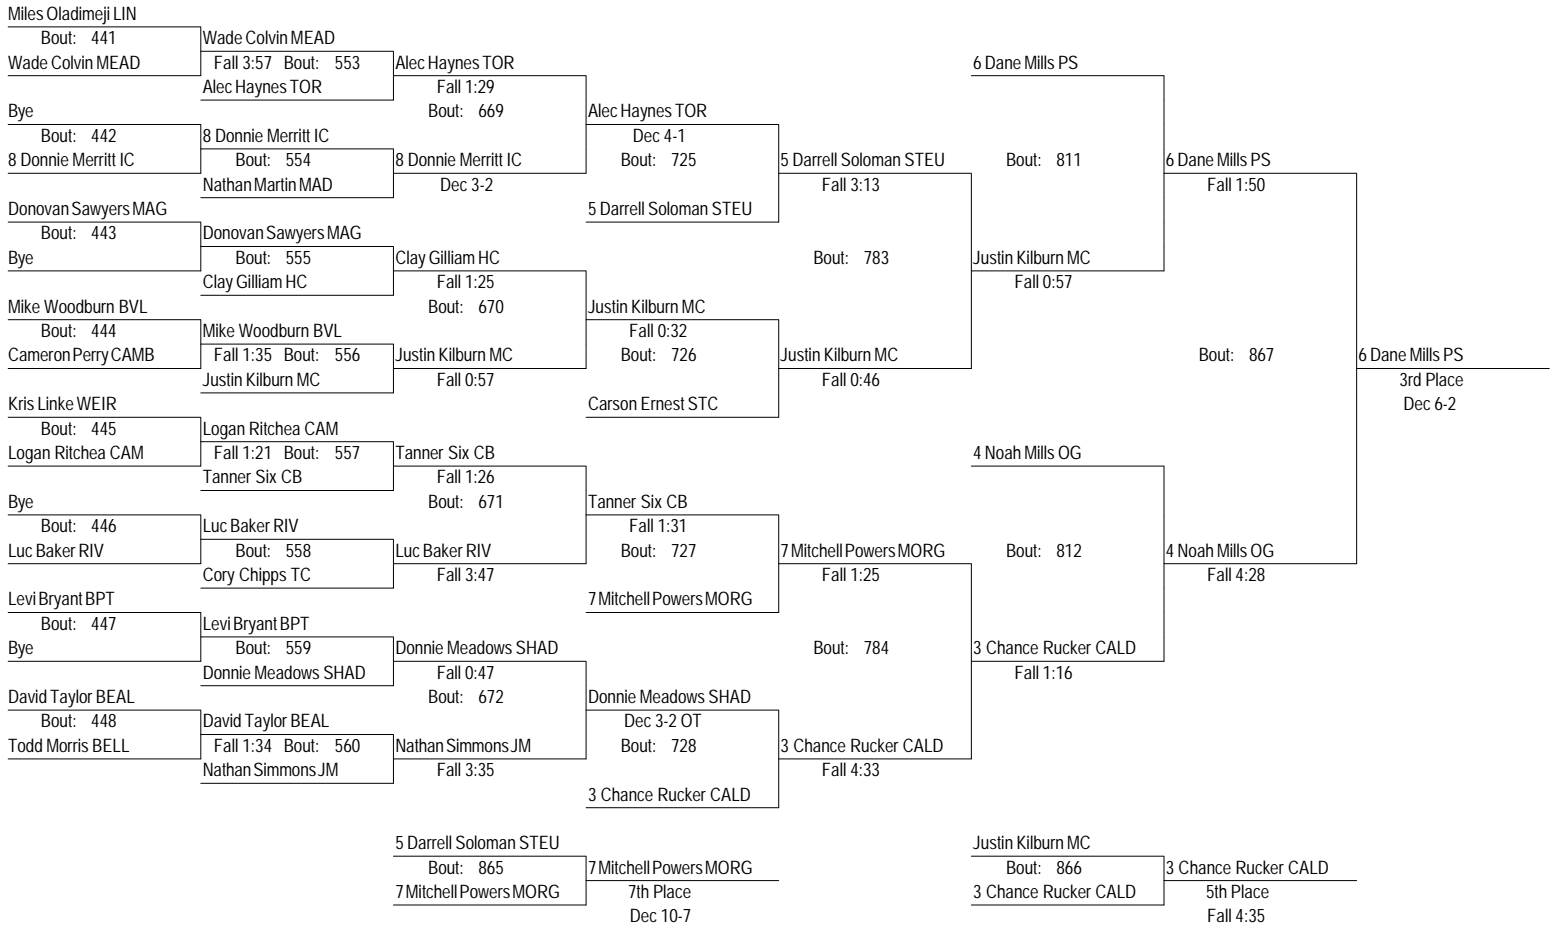 Miles Oladimeji LIN
Bout: 441
Wade Colvin MEAD
Bye
Bout: 442
8 Donnie Merritt IC
Donovan Sawyers MAG
Bout: 443
Bye
Mike Woodburn BVL
Bout: 444
Cameron Perry CAMB
Kris Linke WEIR
Bout: 445
Logan Ritchea CAM
Bye
Bout: 446
Luc Baker RIV
Levi Bryant BPT
Bout: 447
Bye
David Taylor BEAL
Bout: 448
Todd Morris BELL
Wade Colvin MEAD
Fall 3:57 Bout: 553
Alec Haynes TOR
8 Donnie Merritt IC
Bout: 554
Nathan Martin MAD
Donovan Sawyers MAG
Bout: 555
Clay Gilliam HC
Mike Woodburn BVL
Fall 1:35 Bout: 556
Justin Kilburn MC
Logan Ritchea CAM
Fall 1:21 Bout: 557
Tanner Six CB
Luc Baker RIV
Bout: 558
Cory Chipps TC
Levi Bryant BPT
Bout: 559
Donnie Meadows SHAD
David Taylor BEAL
Fall 1:34 Bout: 560
Nathan Simmons JM
Alec Haynes TOR
Fall 1:29
Bout: 669
8 Donnie Merritt IC
Dec 3-2
Clay Gilliam HC
Fall 1:25
Bout: 670
Justin Kilburn MC
Fall 0:57
Tanner Six CB
Fall 1:26
Bout: 671
Luc Baker RIV
Fall 3:47
Donnie Meadows SHAD
Fall 0:47
Bout: 672
Nathan Simmons JM
Fall 3:35
Alec Haynes TOR
Dec 4-1
Bout: 725
5 Darrell Soloman STEU
Justin Kilburn MC
Fall 0:32
Bout: 726
Carson Ernest STC
Tanner Six CB
Fall 1:31
Bout: 727
7 Mitchell Powers MORG
Donnie Meadows SHAD
Dec 3-2 OT
Bout: 728
3 Chance Rucker CALD
5 Darrell Soloman STEU
Fall 3:13
Bout: 783
Justin Kilburn MC
Fall 0:46
7 Mitchell Powers MORG
Fall 1:25
Bout: 784
3 Chance Rucker CALD
Fall 4:33
6 Dane Mills PS
Bout: 811
Justin Kilburn MC
Fall 0:57
4 Noah Mills OG
Bout: 812
3 Chance Rucker CALD
Fall 1:16
6 Dane Mills PS
Fall 1:50
Bout: 867
4 Noah Mills OG
Fall 4:28
6 Dane Mills PS
3rd Place
Dec 6-2
5 Darrell Soloman STEU
Bout: 865
7 Mitchell Powers MORG
7 Mitchell Powers MORG
7th Place
Dec 10-7
Justin Kilburn MC
Bout: 866
3 Chance Rucker CALD
3 Chance Rucker CALD
5th Place
Fall 4:35